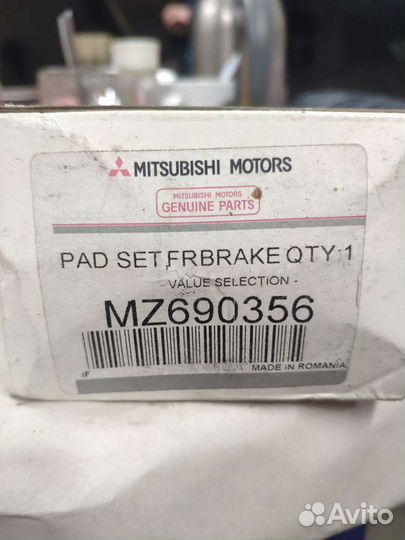 MITSUBISHI MOTORS
MITSUBISHI MOTORS
GENUINE PARTS
PAD SET,FRBRAKE QTY:1
- VALUE SELECTION -
MZ690356
IF
MADE IN ROMANIA
Avito